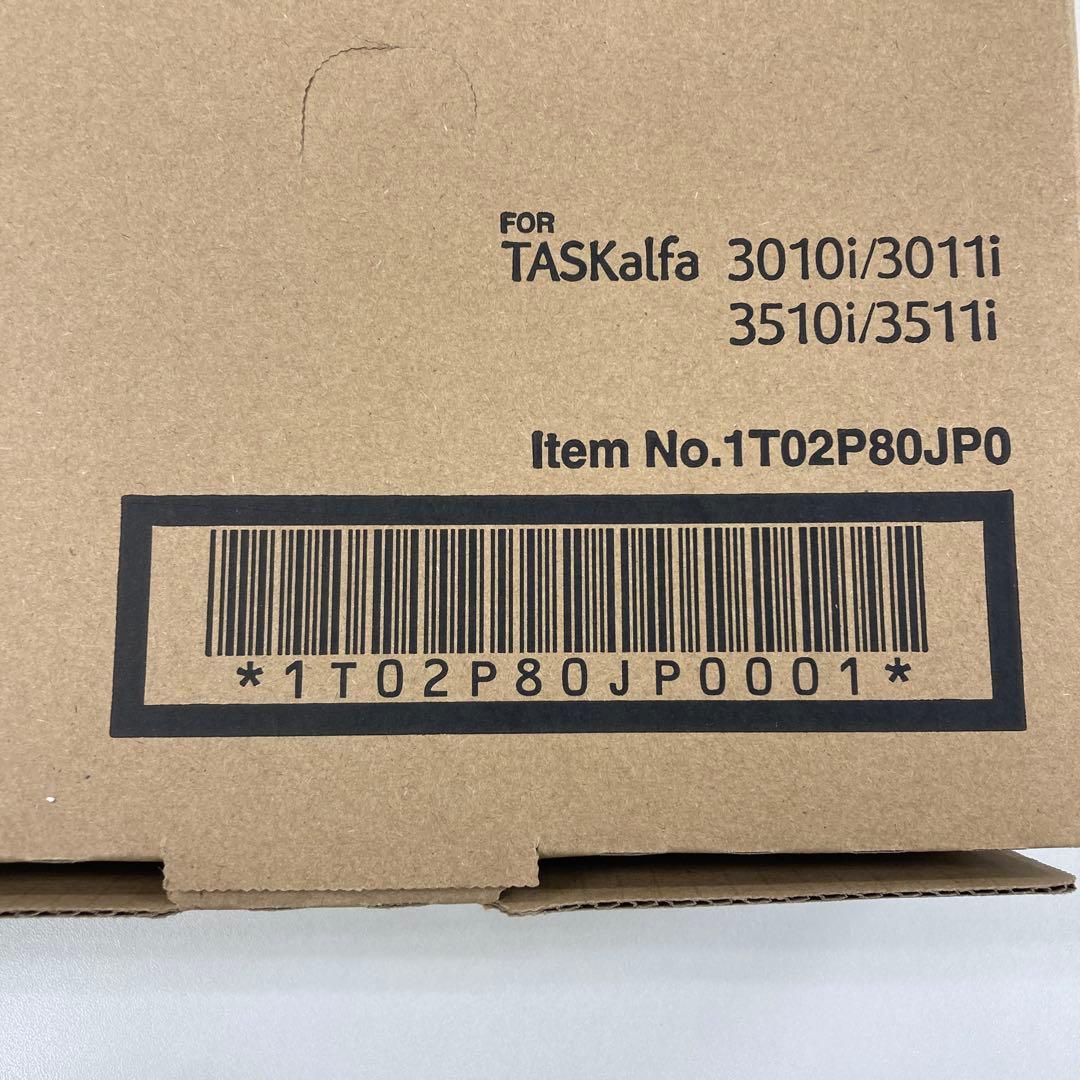 FOR
TASKalfa 3010i/3011i
3510i/3511i
Item No.1T02P80JP0
*1T02P80JP0001*